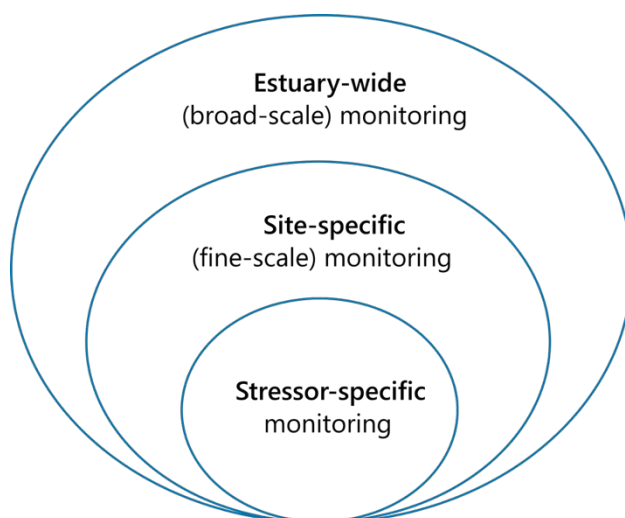 Estuary-wide
(broad-scale) monitoring
Site-specific
(fine-scale) monitoring
Stressor-specific
monitoring